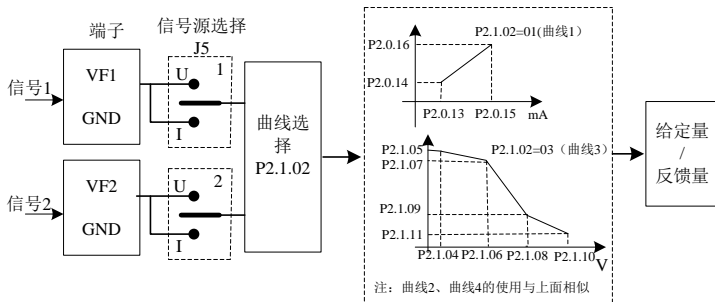 端子
信号源选择
J5
信号1
VF1
GND
U
1
I
信号2
VF2
GND
U
2
I
曲线选
择
P2.1.02
P2.1.02=01(曲线1)
P2.0.16
P2.0.14
P2.0.13
P2.0.15
mA
P2.1.02=03（曲线3）
P2.1.05
P2.1.07
P2.1.09
P2.1.11
P2.1.04
P2.1.06
P2.1.08
P2.1.10
V
注：曲线2、曲线4的使用与上面相似
给定量
/
反馈量